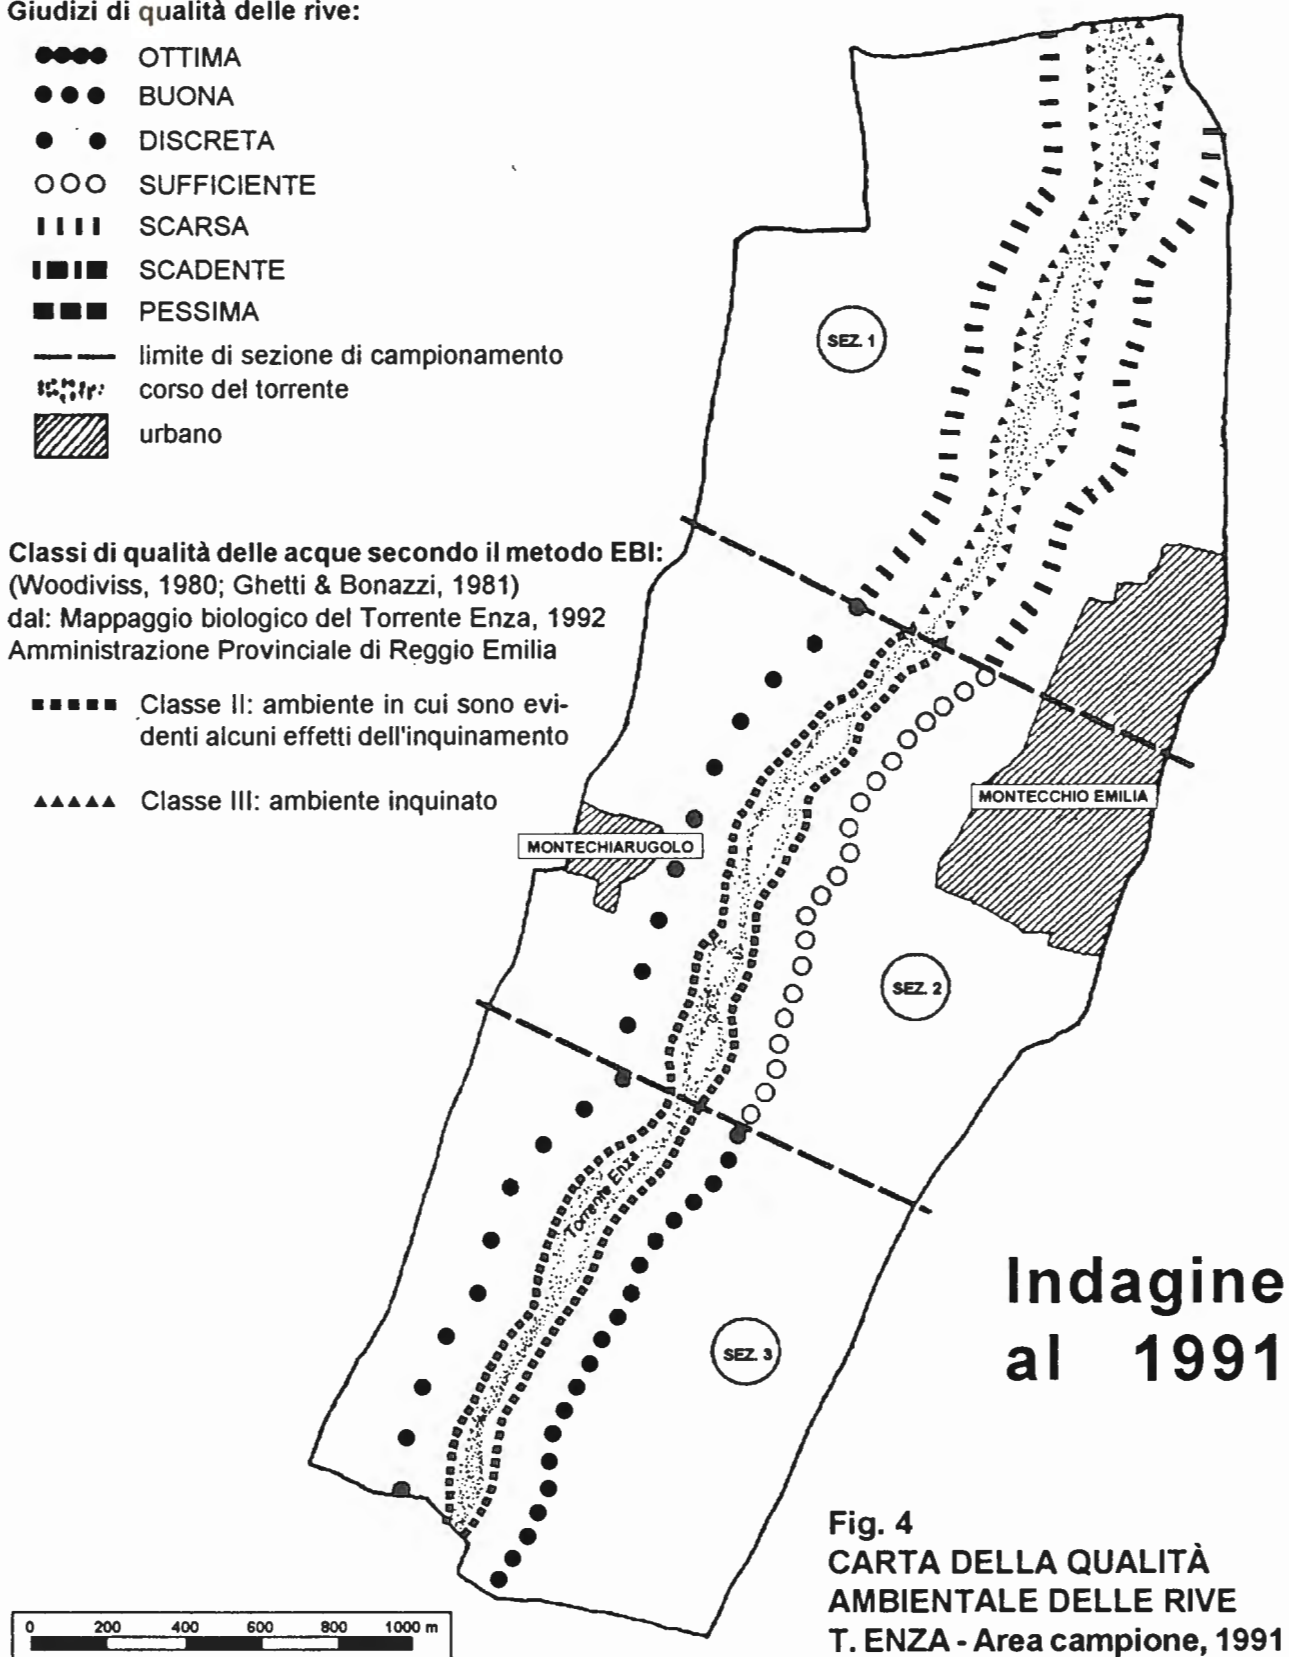 Giudizi di qualità delle rive:
OTTIMA
BUONA
DISCRETA
SUFFICIENTE
SCARSA
SCADENTE
PESSIMA
limite di sezione di campionamento
corso del torrente
urbano
Classi di qualità delle acque secondo il metodo EBI:
(Woodiviss, 1980; Ghetti & Bonazzi, 1981)
dal: Mappaggio biologico del Torrente Enza, 1992
Amministrazione Provinciale di Reggio Emilia
Classe II: ambiente in cui sono evi-
denti alcuni effetti dell'inquinamento
Classe III: ambiente inquinato
SEZ. 1
MONTECCHIO EMILIA
MONTECHIARUGOLO
SEZ. 2
Torrente Enza
SEZ. 3
Indagine
al 1991
Fig. 4
CARTA DELLA QUALITÀ
AMBIENTALE DELLE RIVE
T. ENZA - Area campione, 1991
0 200 400 600 800 1000 m